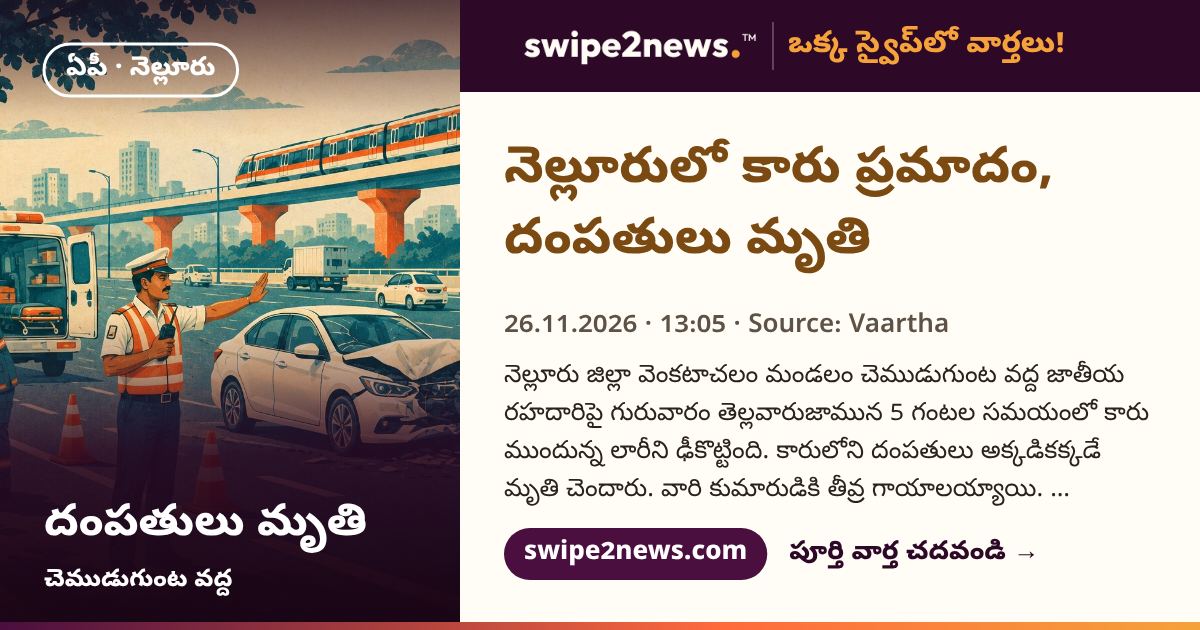 ఏపీ · నెల్లూరు
దంపతులు మృతి
చెముడుగుంట వద్ద
swipe2news.™
ఒక్క స్వైప్‌లో వార్తలు!
నెల్లూరులో కారు ప్రమాదం,
దంపతులు మృతి
26.11.2026 · 13:05 · Source: Vaartha
నెల్లూరు జిల్లా వెంకటాచలం మండలం చెముడుగుంట వద్ద జాతీయ
రహదారిపై గురువారం తెల్లవారుజామున 5 గంటల సమయంలో కారు
ముందున్న లారీని ఢీకొట్టింది. కారులోని దంపతులు అక్కడికక్కడే
మృతి చెందారు. వారి కుమారుడికి తీవ్ర గాయాలయ్యాయి. ...
swipe2news.com
పూర్తి వార్త చదవండి →